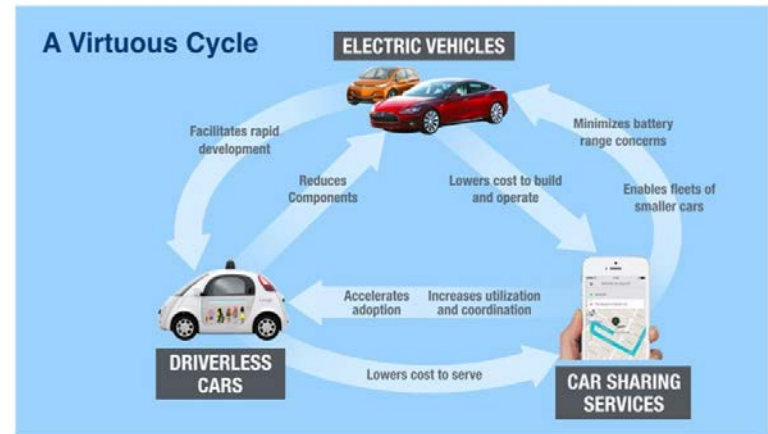 A Virtuous Cycle
ELECTRIC VEHICLES
Facilitates rapid
development
Minimizes battery
range concerns
Reduces
Components
Lowers cost to build
and operate
Enables fleets of
smaller cars
Accelerates
adoption
Increases utilization
and coordination
DRIVERLESS
CARS
Lowers cost to serve
CAR SHARING
SERVICES